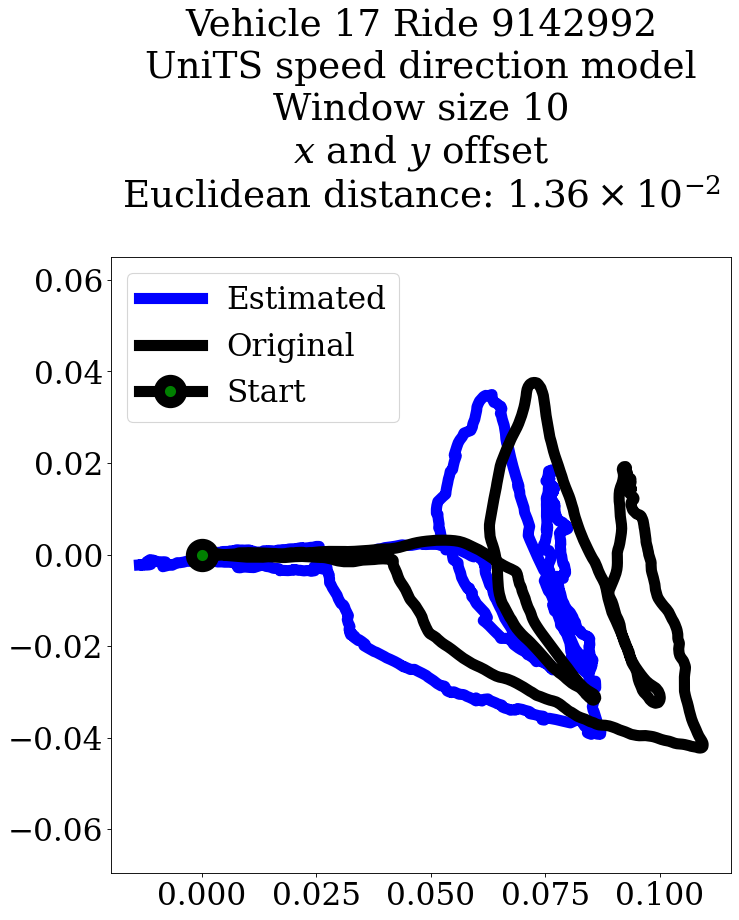 Vehicle 17 Ride 9142992
UniTS speed direction model
Window size 10
x and y offset
Euclidean distance: 1.36 × 10⁻²
0.06
0.04
0.02
0.00
−0.02
−0.04
−0.06
Estimated
Original
Start
0.000 0.025 0.050 0.075 0.100